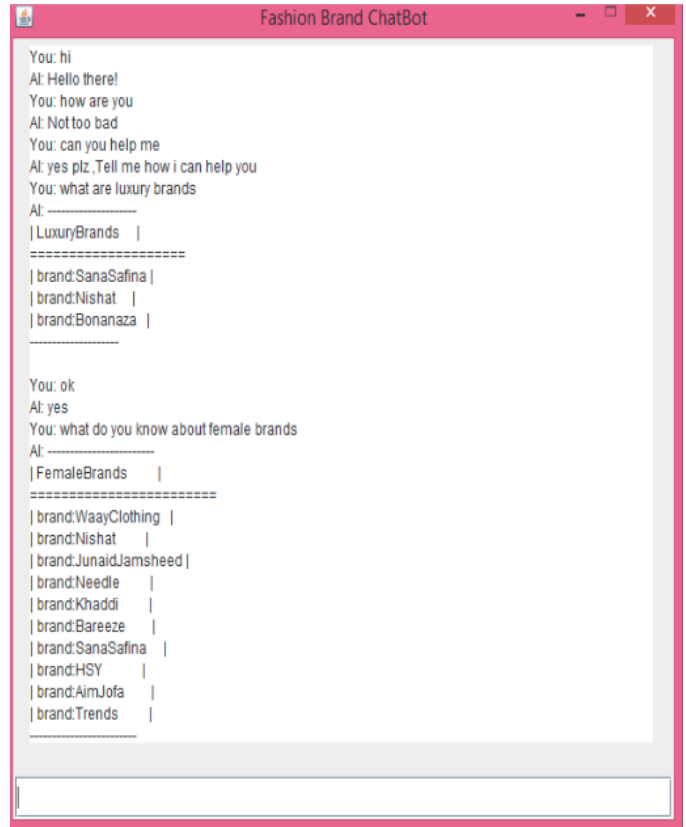 Fashion Brand ChatBot
You: hi
AI: Hello there!
You: how are you
AI: Not too bad
You: can you help me
AI: yes plz ,Tell me how i can help you
You: what are luxury brands
AI: --------------------
| LuxuryBrands    |
====================
| brand:SanaSafina |
| brand:Nishat    |
| brand:Bonanaza   |
--------------------
You: ok
AI: yes
You: what do you know about female brands
AI: ------------------------
| FemaleBrands        |
========================
| brand:WaayClothing   |
| brand:Nishat        |
| brand:JunaidJamsheed |
| brand:Needle        |
| brand:Khaddi        |
| brand:Bareeze       |
| brand:SanaSafina    |
| brand:HSY          |
| brand:AimJofa       |
| brand:Trends        |
------------------------